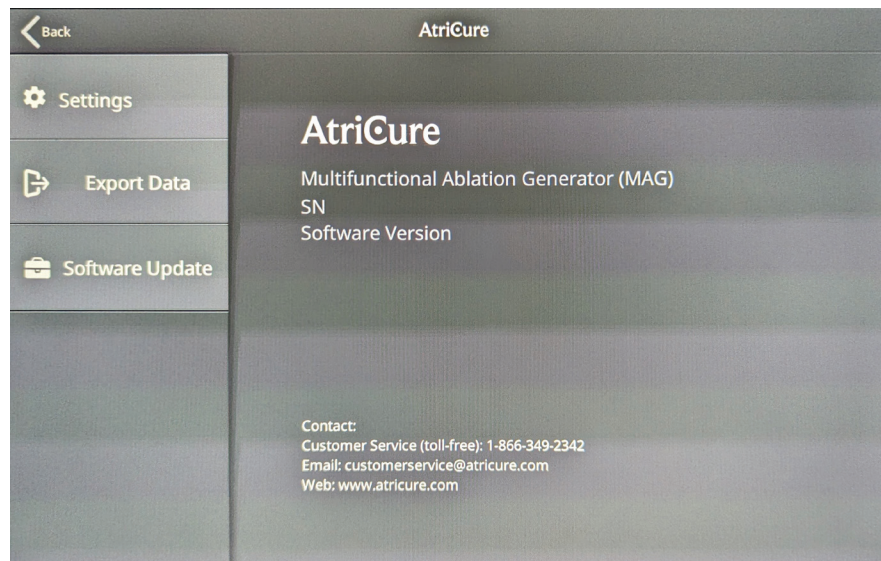 Back
AtriCure
Settings
Export Data
Software Update
AtriCure
Multifunctional Ablation Generator (MAG)
SN
Software Version
Contact:
Customer Service (toll-free): 1-866-349-2342
Email: customerservice@atricure.com
Web: www.atricure.com